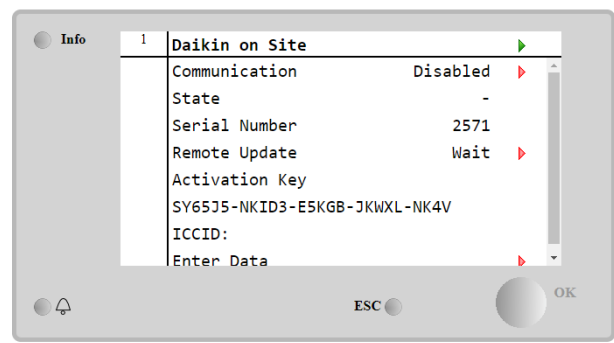 Info
1 Daikin on Site
Communication Disabled
State -
Serial Number 2571
Remote Update Wait
Activation Key
SY65J5-NKID3-E5KGB-JKWXL-NK4V
ICCID:
Enter Data
ESC
OK